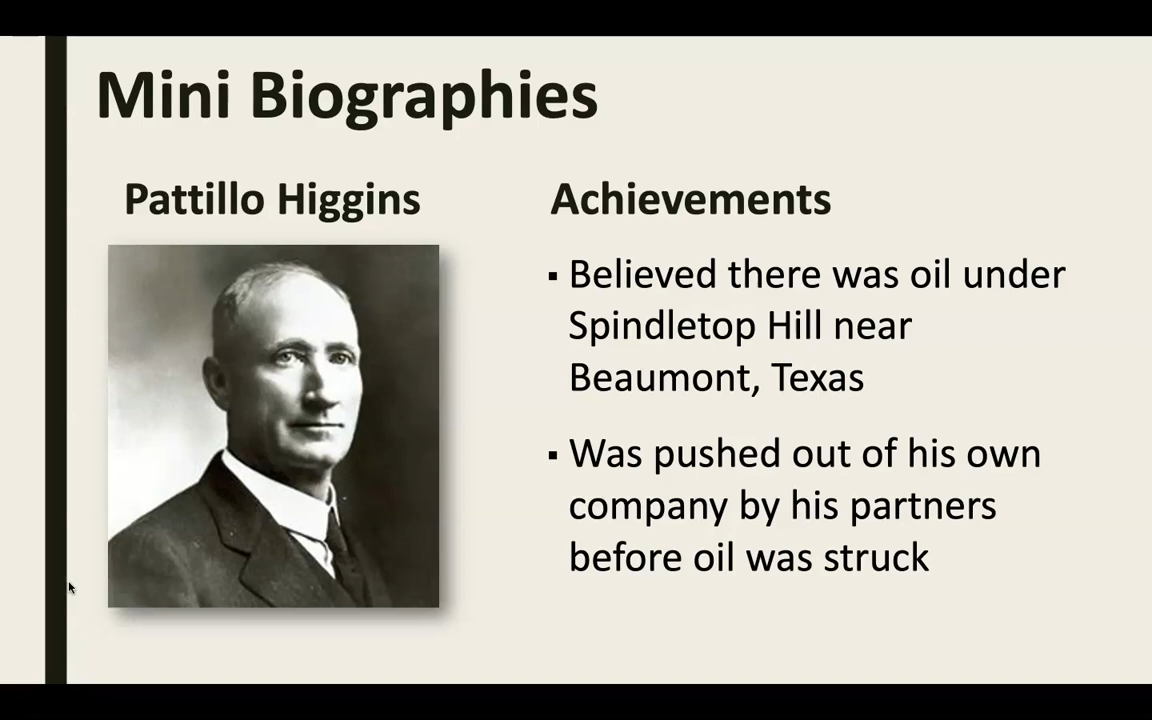 Mini Biographies
Pattillo Higgins
Achievements
▪ Believed there was oil under
Spindletop Hill near
Beaumont, Texas
▪ Was pushed out of his own
company by his partners
before oil was struck